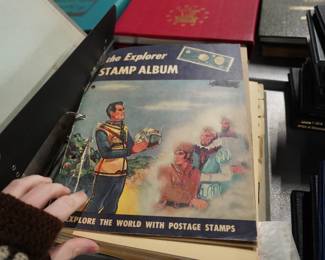 the Explorer
STAMP ALBUM
EXPLORE THE WORLD WITH POSTAGE STAMPS